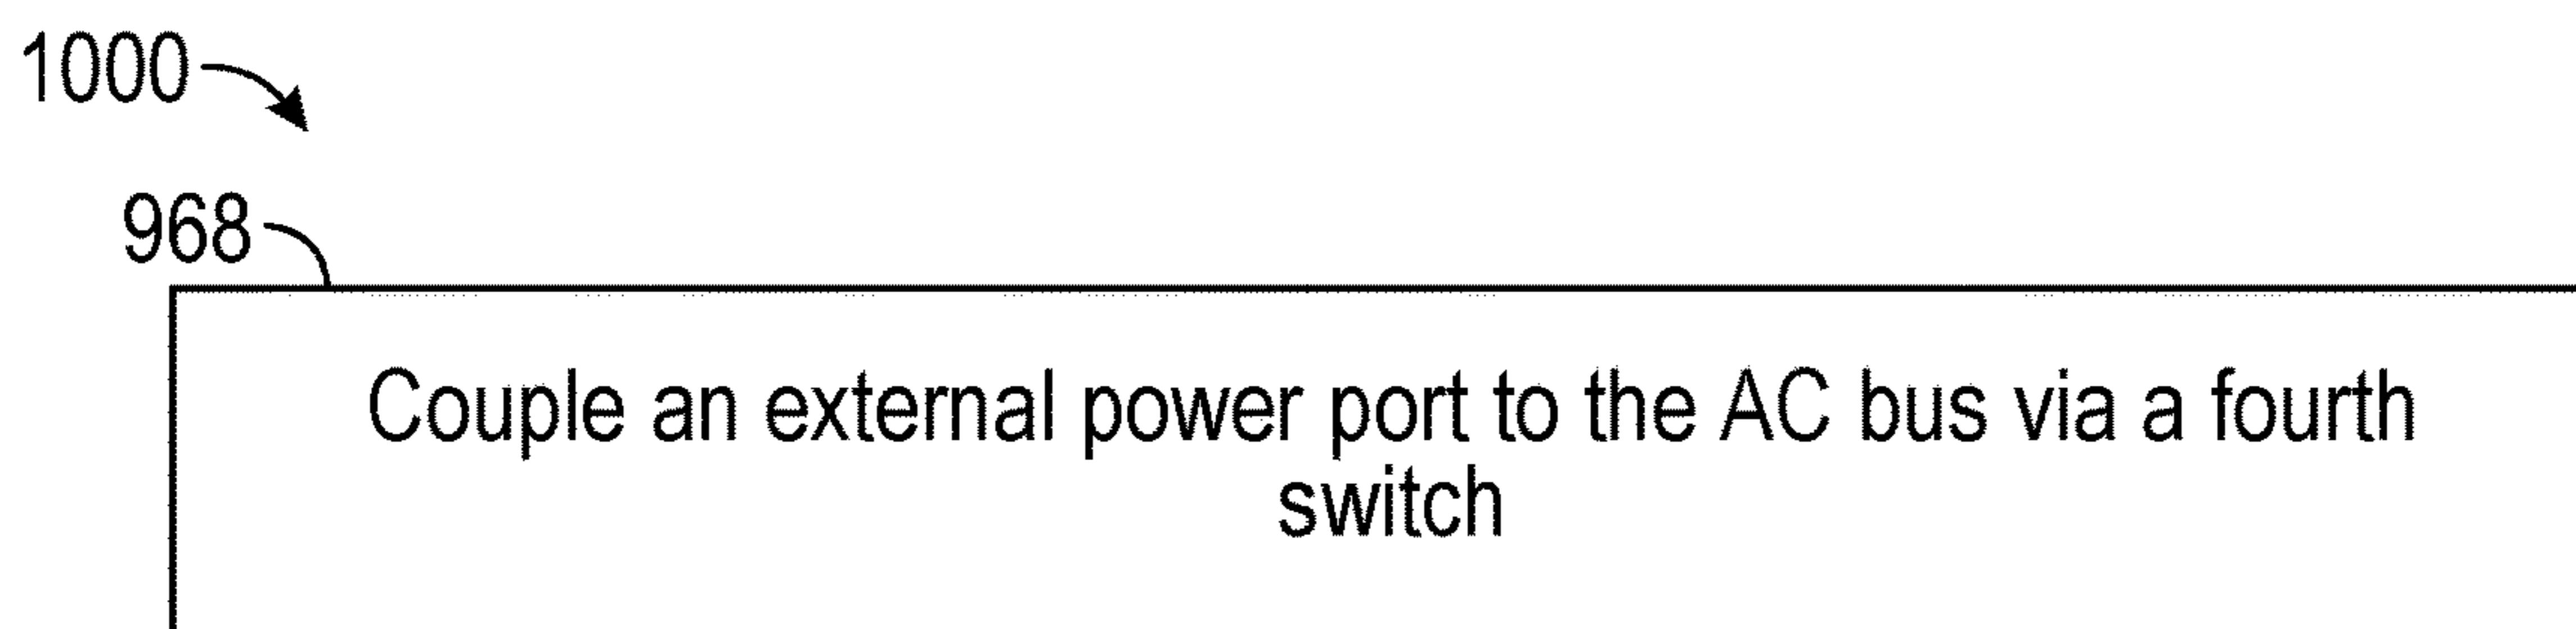 1000
968
Couple an external power port to the AC bus via a fourth
switch